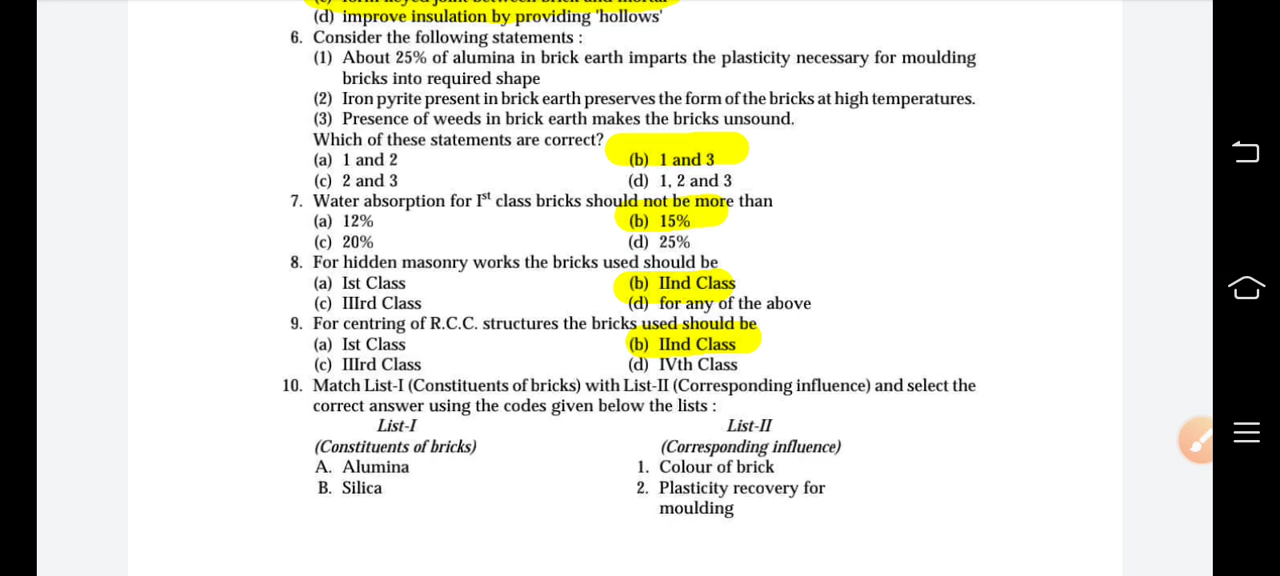 (d) improve insulation by providing 'hollows'
6. Consider the following statements :
(1) About 25% of alumina in brick earth imparts the plasticity necessary for moulding
bricks into required shape
(2) Iron pyrite present in brick earth preserves the form of the bricks at high temperatures.
(3) Presence of weeds in brick earth makes the bricks unsound.
Which of these statements are correct?
(a) 1 and 2 (b) 1 and 3
(c) 2 and 3 (d) 1, 2 and 3
7. Water absorption for Ist class bricks should not be more than
(a) 12% (b) 15%
(c) 20% (d) 25%
8. For hidden masonry works the bricks used should be
(a) Ist Class (b) IInd Class
(c) IIIrd Class (d) for any of the above
9. For centring of R.C.C. structures the bricks used should be
(a) Ist Class (b) IInd Class
(c) IIIrd Class (d) IVth Class
10. Match List-I (Constituents of bricks) with List-II (Corresponding influence) and select the
correct answer using the codes given below the lists :
List-I List-II
(Constituents of bricks) (Corresponding influence)
A. Alumina 1. Colour of brick
B. Silica 2. Plasticity recovery for
moulding